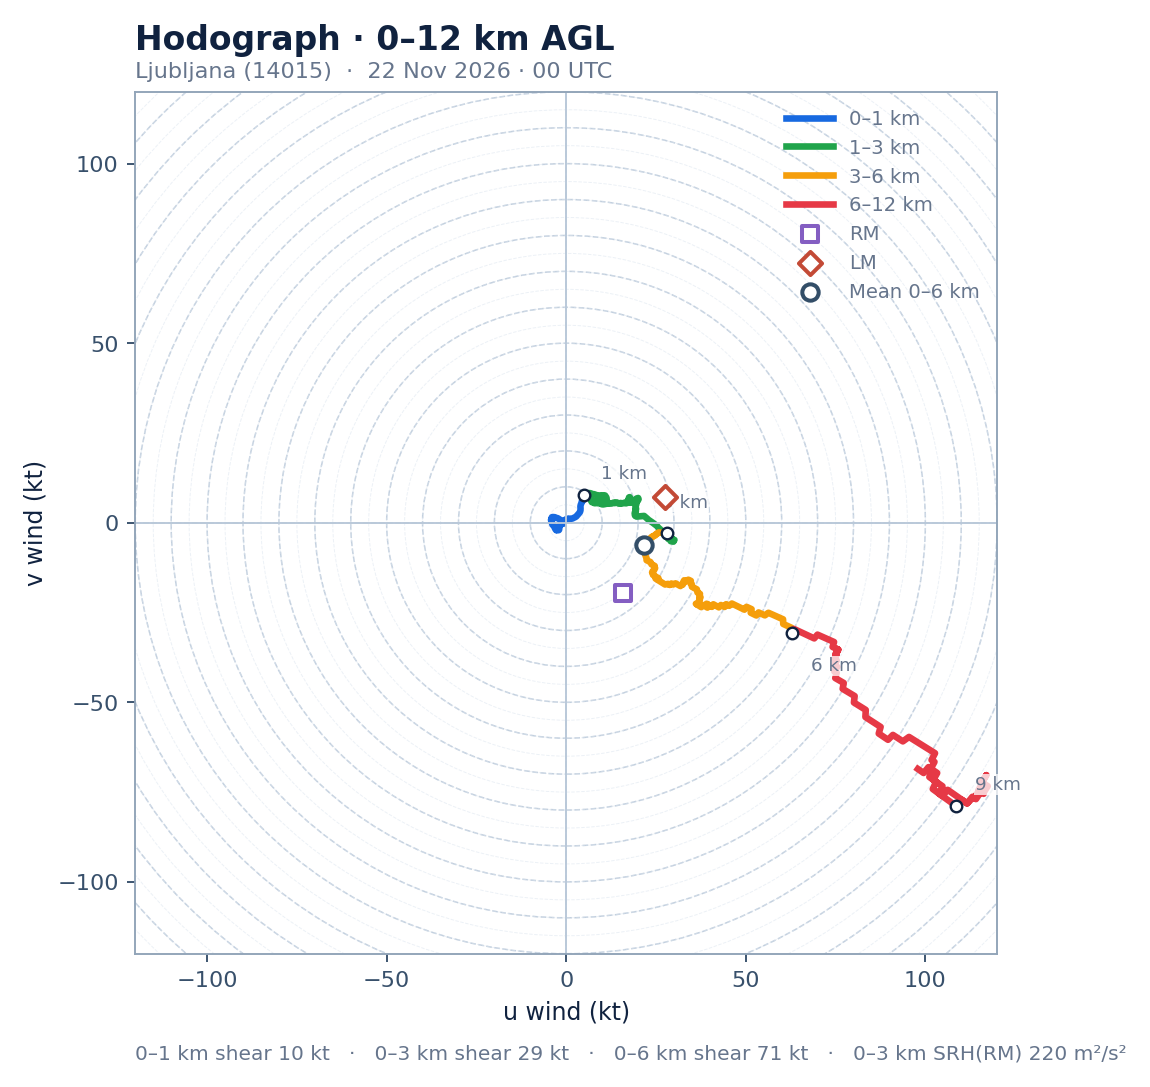 Hodograph · 0–12 km AGL
Ljubljana (14015) · 22 Nov 2026 · 00 UTC
0–1 km
1–3 km
3–6 km
6–12 km
RM
LM
Mean 0–6 km
100
50
0
−50
−100
v wind (kt)
1 km
km
6 km
9 km
−100
−50
0
50
100
u wind (kt)
0–1 km shear 10 kt · 0–3 km shear 29 kt · 0–6 km shear 71 kt · 0–3 km SRH(RM) 220 m²/s²